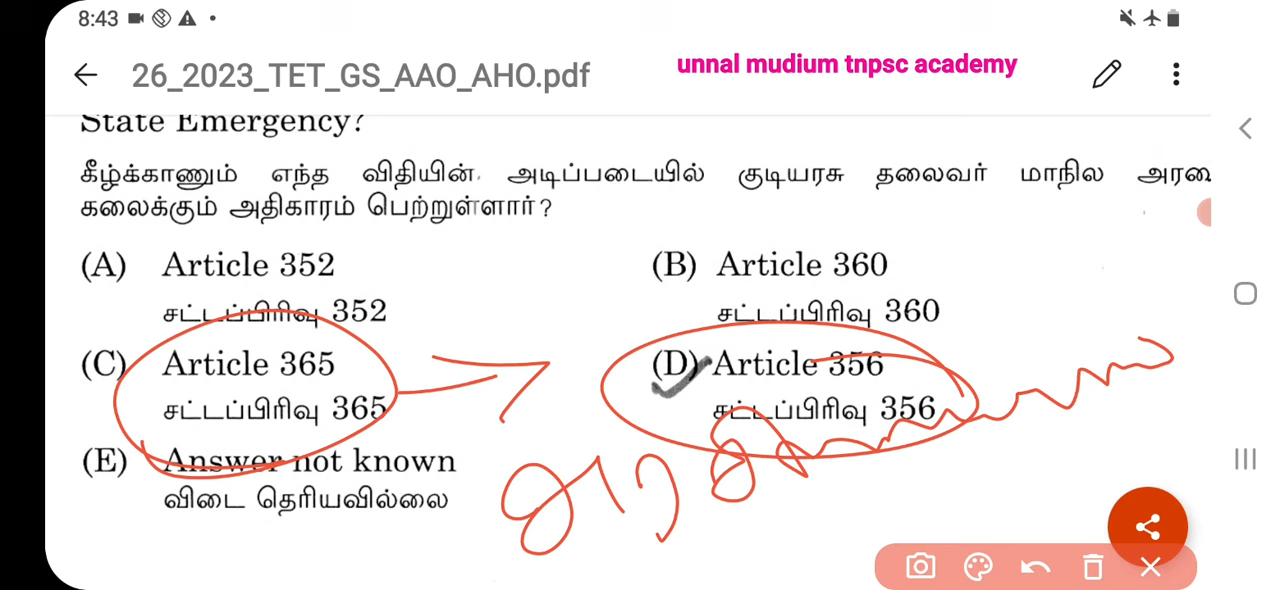 8:43
26_2023_TET_GS_AAO_AHO.pdf
unnal mudium tnpsc academy
State Emergency?
கீழ்க்காணும் எந்த விதியின் அடிப்படையில் குடியரசு தலைவர் மாநில அரசை
கலைக்கும் அதிகாரம் பெற்றுள்ளார்?
(A) Article 352 (B) Article 360
சட்டப்பிரிவு 352 சட்டப்பிரிவு 360
(C) Article 365 (D) Article 356
சட்டப்பிரிவு 365 சட்டப்பிரிவு 356
(E) Answer not known
விடை தெரியவில்லை